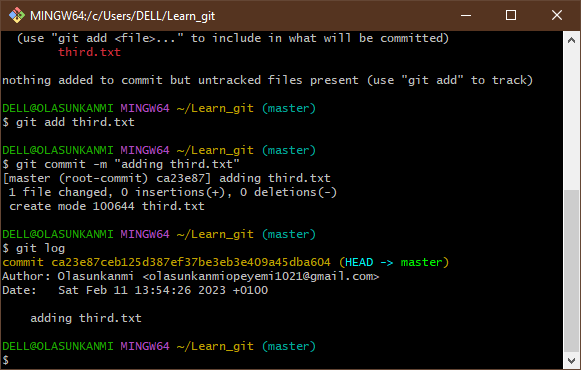 MINGW64:/c/Users/DELL/Learn_git
(use "git add <file>..." to include in what will be committed)
third.txt
nothing added to commit but untracked files present (use "git add" to track)
DELL@OLASUNKANMI MINGW64 ~/Learn_git (master)
$ git add third.txt
DELL@OLASUNKANMI MINGW64 ~/Learn_git (master)
$ git commit -m "adding third.txt"
[master (root-commit) ca23e87] adding third.txt
1 file changed, 0 insertions(+), 0 deletions(-)
create mode 100644 third.txt
DELL@OLASUNKANMI MINGW64 ~/Learn_git (master)
$ git log
commit ca23e87ceb125d387ef37be3eb3e409a45dba604 (HEAD -> master)
Author: Olasunkanmi <olasunkanmiopeyemi1021@gmail.com>
Date:   Sat Feb 11 13:54:26 2023 +0100
adding third.txt
DELL@OLASUNKANMI MINGW64 ~/Learn_git (master)
$